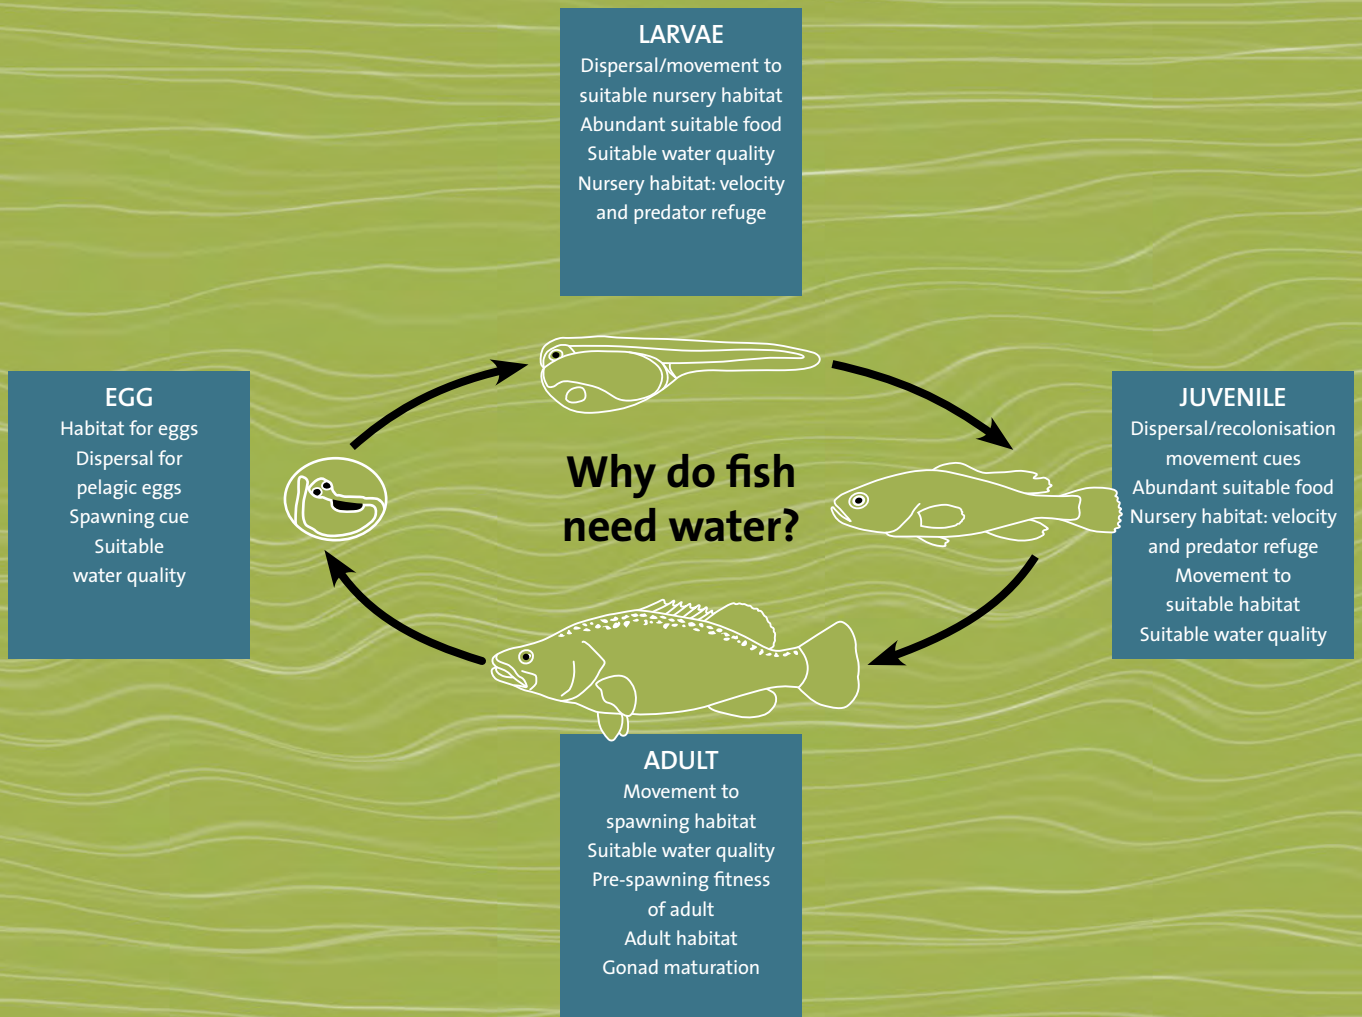 LARVAE
Dispersal/movement to
suitable nursery habitat
Abundant suitable food
Suitable water quality
Nursery habitat: velocity
and predator refuge
EGG
Habitat for eggs
Dispersal for
pelagic eggs
Spawning cue
Suitable
water quality
Why do fish
need water?
JUVENILE
Dispersal/recolonisation
movement cues
Abundant suitable food
Nursery habitat: velocity
and predator refuge
Movement to
suitable habitat
Suitable water quality
ADULT
Movement to
spawning habitat
Suitable water quality
Pre-spawning fitness
of adult
Adult habitat
Gonad maturation